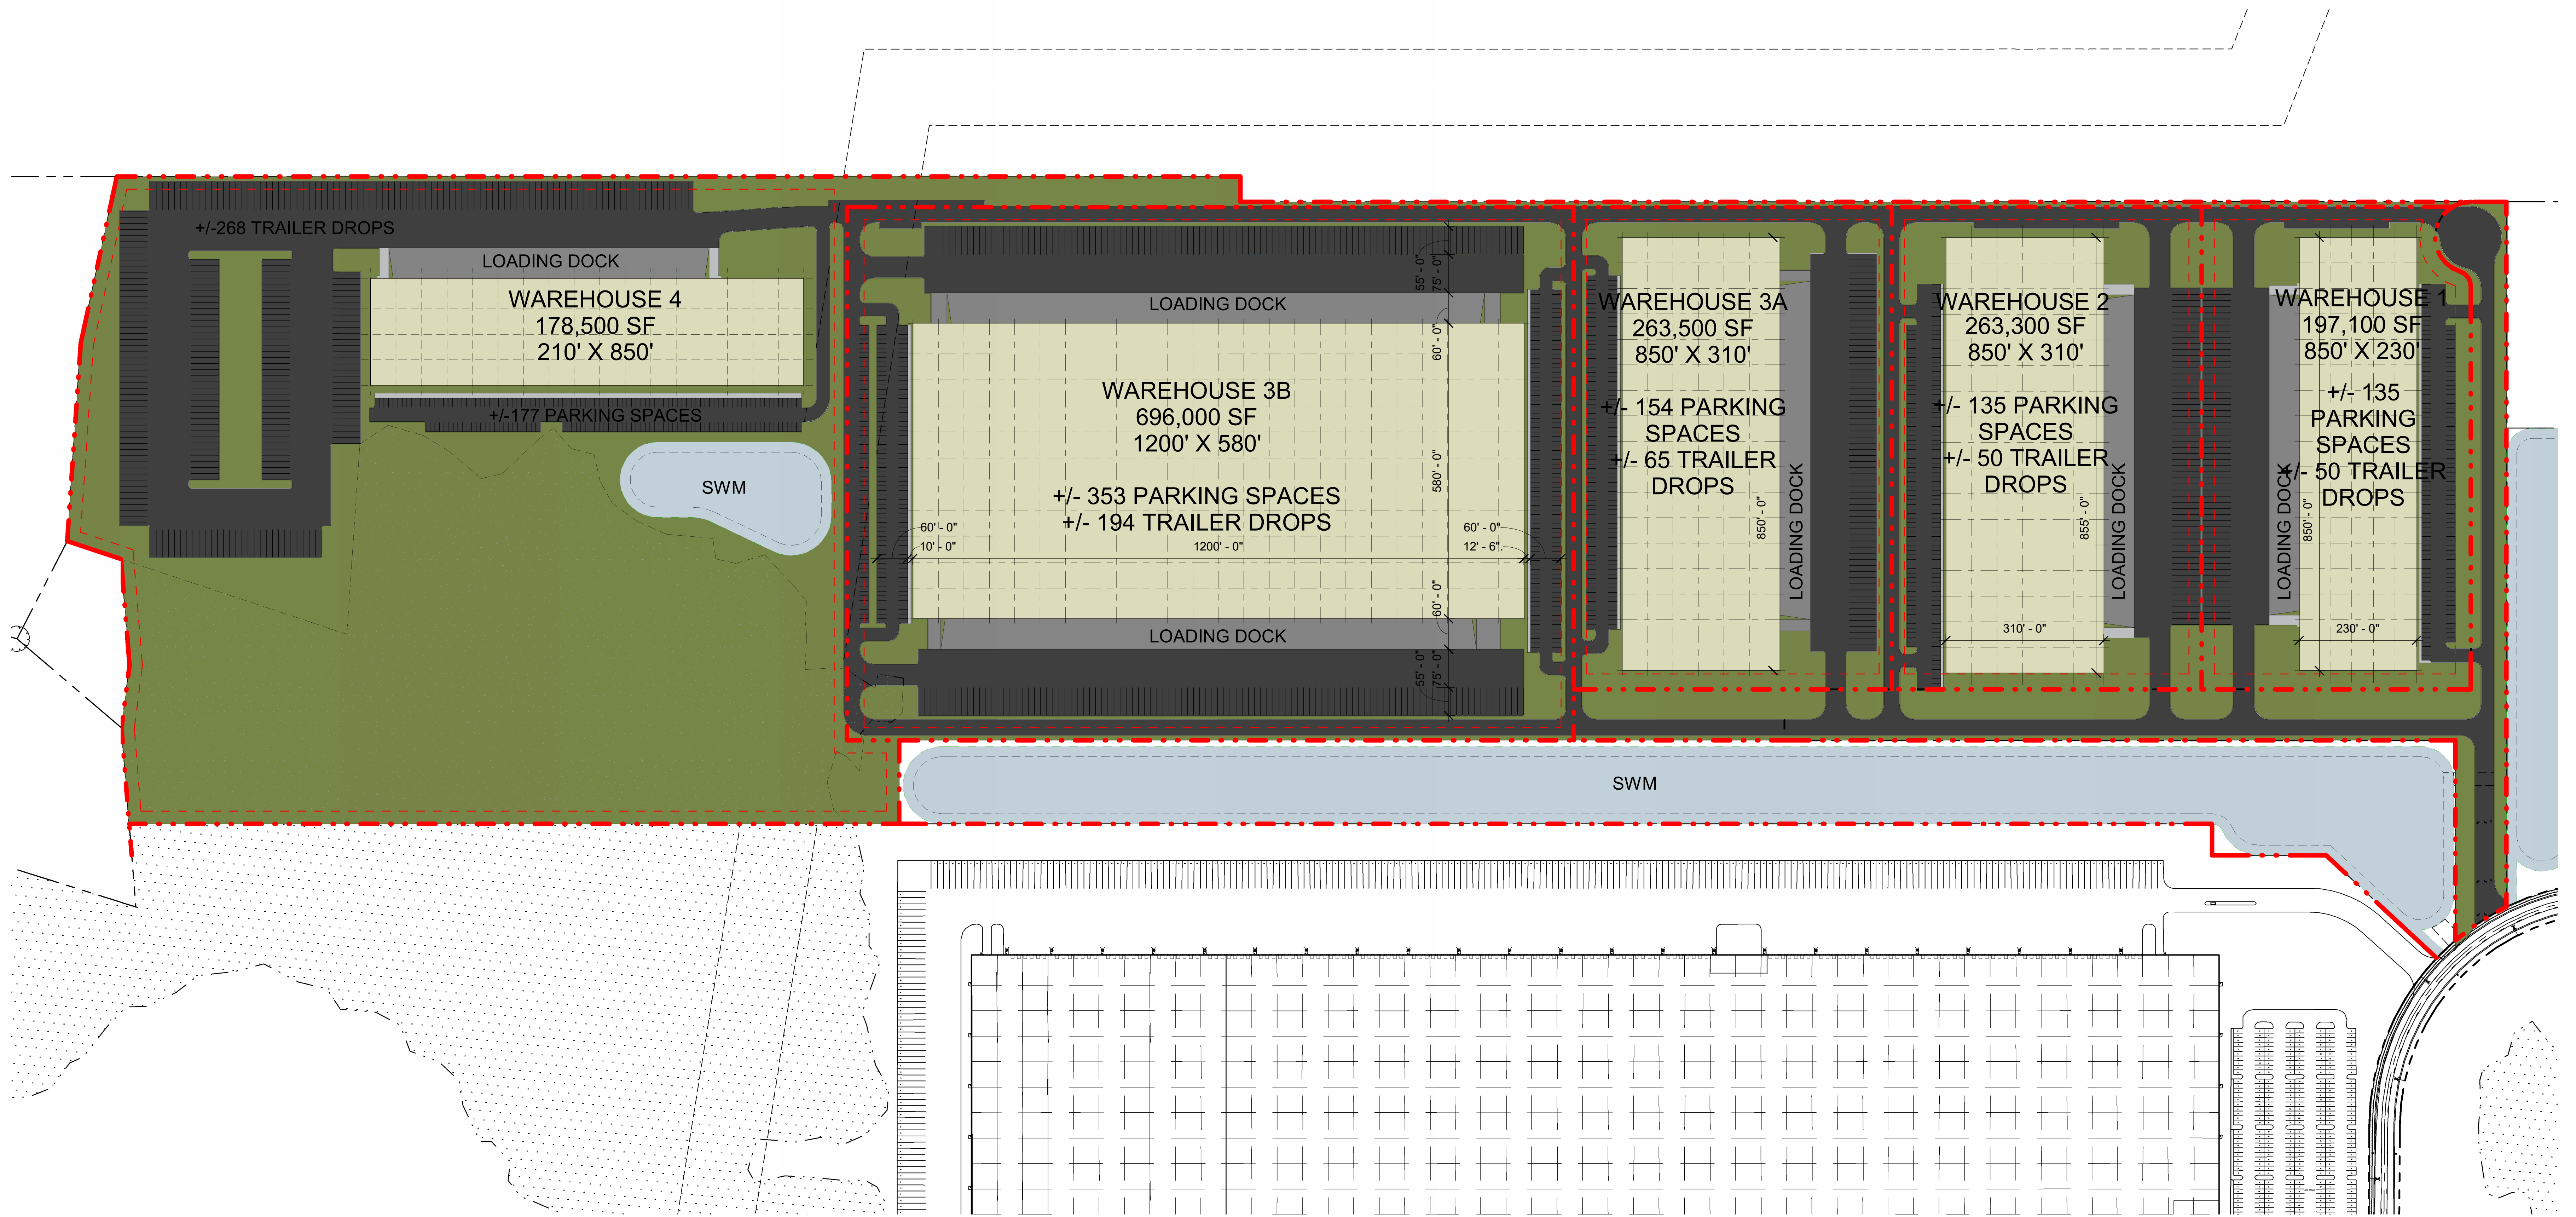 +/-268 TRAILER DROPS
LOADING DOCK
WAREHOUSE 4
178,500 SF
210' X 850'
+/-177 PARKING SPACES
SWM
LOADING DOCK
WAREHOUSE 3B
696,000 SF
1200' X 580'
+/- 353 PARKING SPACES
+/- 194 TRAILER DROPS
60' - 0"
10' - 0"
1200' - 0"
60' - 0"
12' - 6"
55' - 0"
75' - 0"
60' - 0"
580' - 0"
60' - 0"
55' - 0"
75' - 0"
LOADING DOCK
WAREHOUSE 3A
263,500 SF
850' X 310'
+/- 154 PARKING
SPACES
+/- 65 TRAILER
DROPS
850' - 0"
LOADING DOCK
WAREHOUSE 2
263,300 SF
850' X 310'
+/- 135 PARKING
SPACES
+/- 50 TRAILER
DROPS
855' - 0"
LOADING DOCK
310' - 0"
WAREHOUSE 1
197,100 SF
850' X 230'
+/- 135
PARKING
SPACES
+/- 50 TRAILER
DROPS
LOADING DOCK
850' - 0"
230' - 0"
SWM